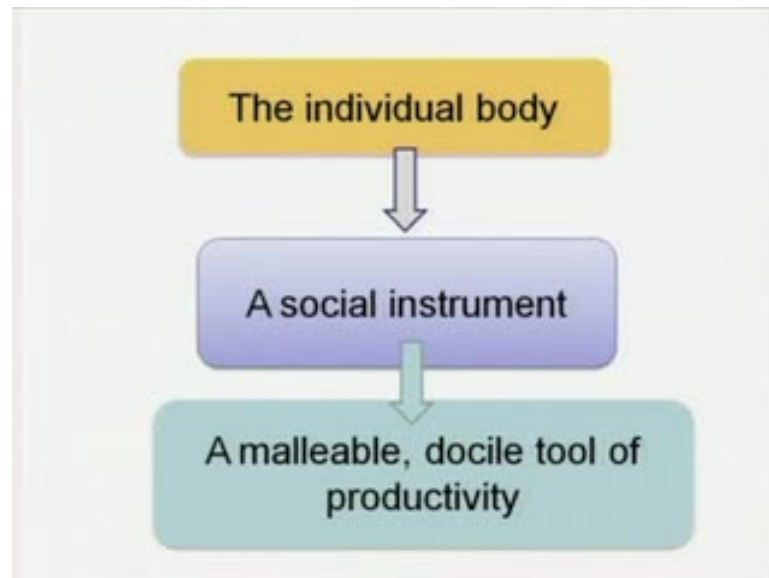 The individual body
A social instrument
A malleable, docile tool of
productivity